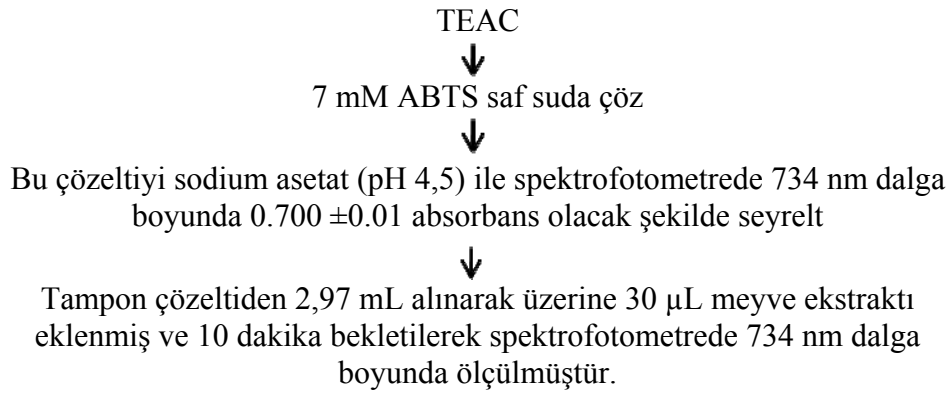 TEAC
7 mM ABTS saf suda çöz
Bu çözeltiyi sodium asetat (pH 4,5) ile spektrofotometrede 734 nm dalga
boyunda 0.700 ±0.01 absorbans olacak şekilde seyrelt
Tampon çözeltiden 2,97 mL alınarak üzerine 30 µL meyve ekstraktı
eklenmiş ve 10 dakika bekletilerek spektrofotometrede 734 nm dalga
boyunda ölçülmüştür.